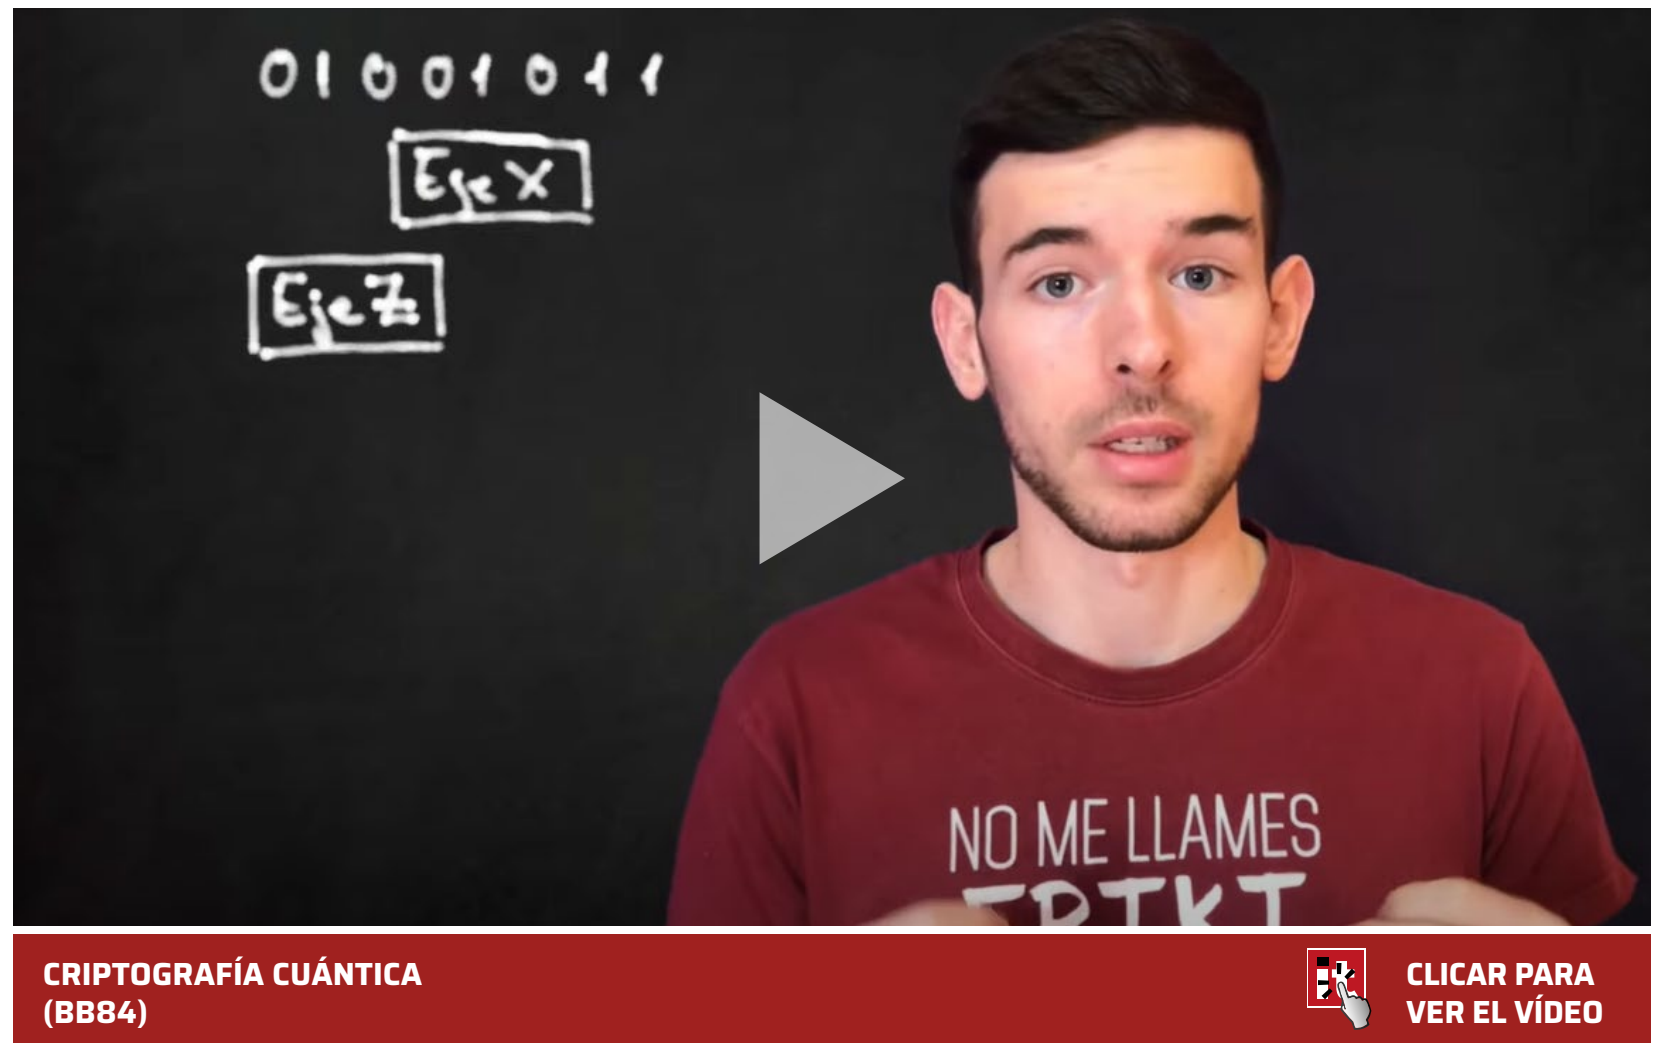 01001011
Eje X
Eje Z
NO ME LLAMES
CRIPTOGRAFÍA CUÁNTICA
(BB84)
CLICAR PARA
VER EL VÍDEO